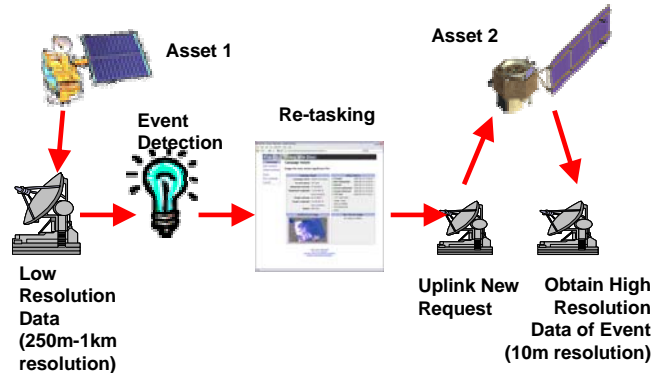 Asset 1
Asset 2
Event
Detection
Re-tasking
Low
Resolution
Data
(250m-1km
resolution)
Uplink New
Request
Obtain High
Resolution
Data of Event
(10m resolution)